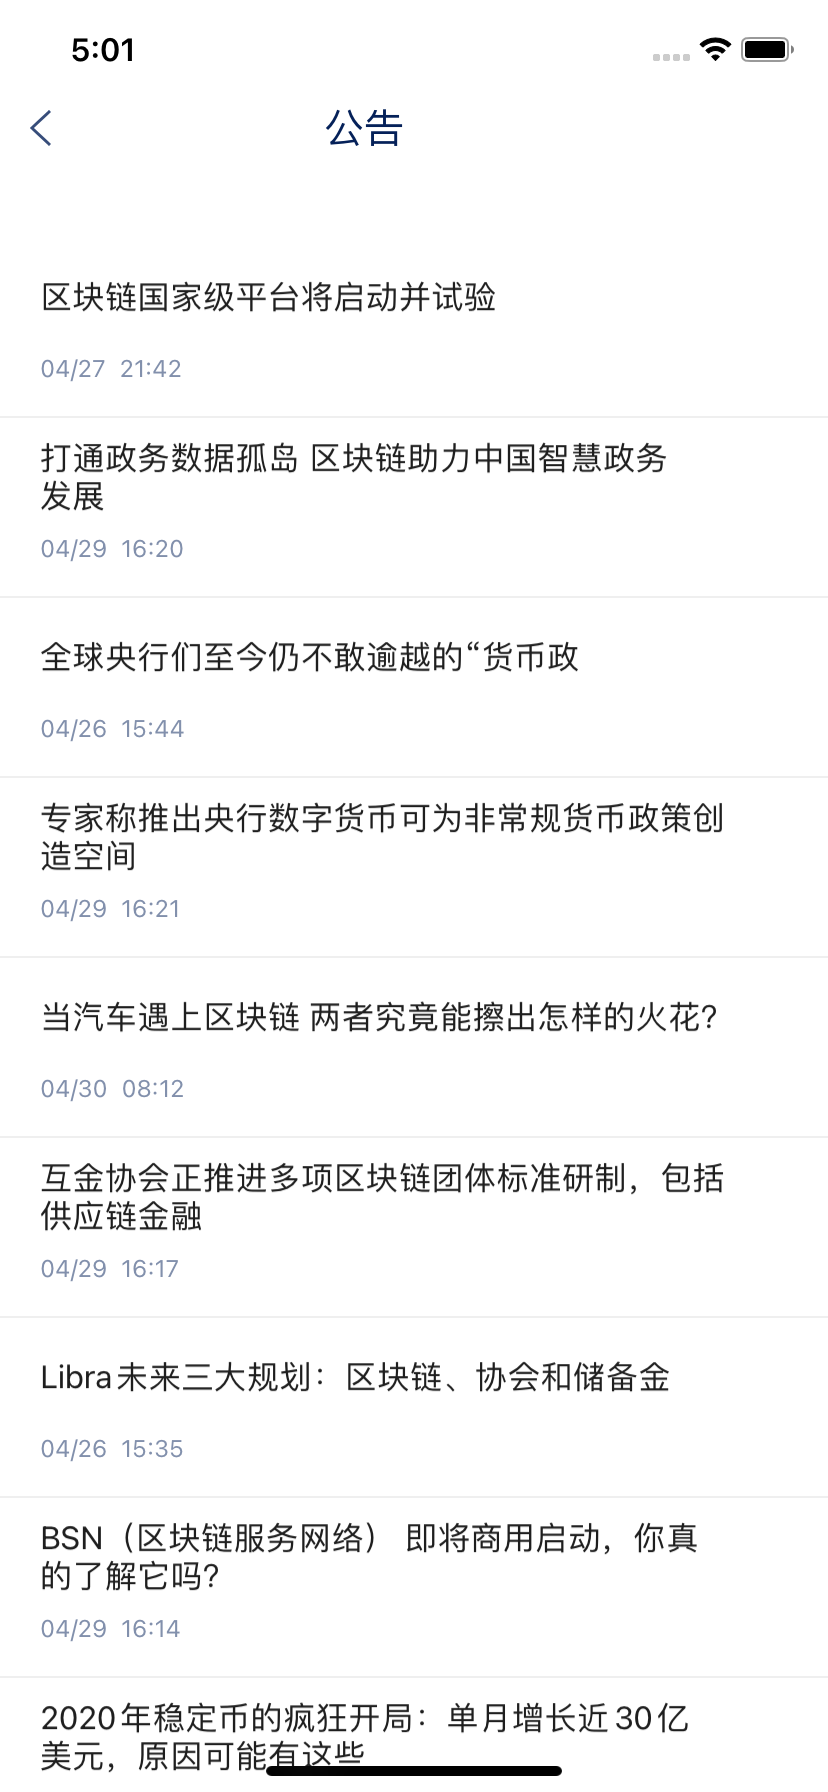 5:01
公告
区块链国家级平台将启动并试验
04/27 21:42
打通政务数据孤岛 区块链助力中国智慧政务
发展
04/29 16:20
全球央行们至今仍不敢逾越的“货币政
04/26 15:44
专家称推出央行数字货币可为非常规货币政策创
造空间
04/29 16:21
当汽车遇上区块链 两者究竟能擦出怎样的火花?
04/30 08:12
互金协会正推进多项区块链团体标准研制，包括
供应链金融
04/29 16:17
Libra未来三大规划：区块链、协会和储备金
04/26 15:35
BSN（区块链服务网络） 即将商用启动，你真
的了解它吗?
04/29 16:14
2020年稳定币的疯狂开局：单月增长近30亿
美元，原因可能有这些